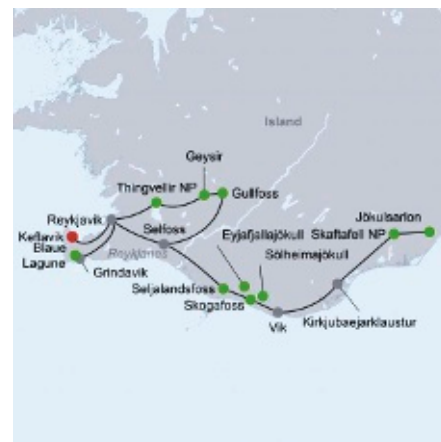 Island
Geysir
Thingvellir NP
Gullfoss
Jökulsarlon
Reykjavik
Selfoss
Skaftafell NP
Keflavik
Eyjafjallajökull
Blaue
Reykjanes
Lagune
Sólheimajökull
Grindavik
Seljalandsfoss
Skogafoss
Vik
Kirkjubaejarklaustur